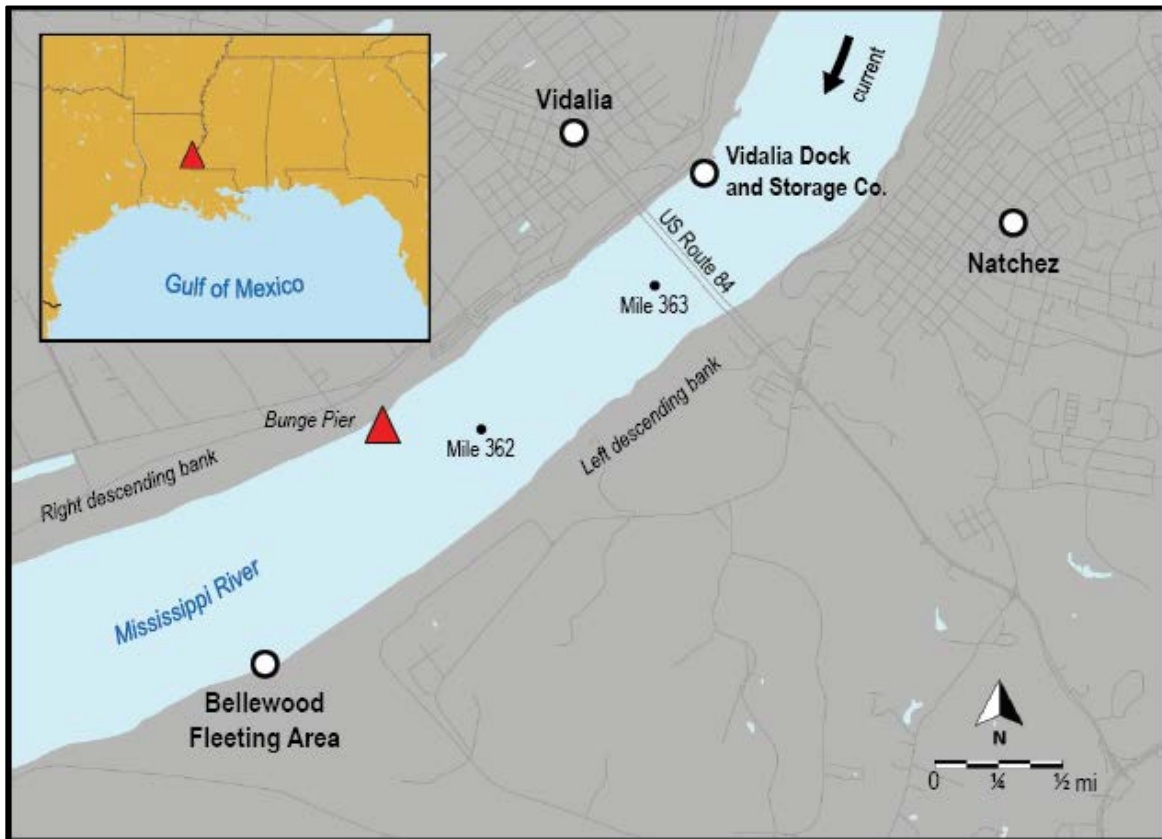 Gulf of Mexico
Vidalia
current
Vidalia Dock
and Storage Co.
US Route 84
Natchez
Mile 363
Bunge Pier
Mile 362
Left descending bank
Right descending bank
Mississippi River
Bellewood
Fleeting Area
N
0 ¼ ½ mi